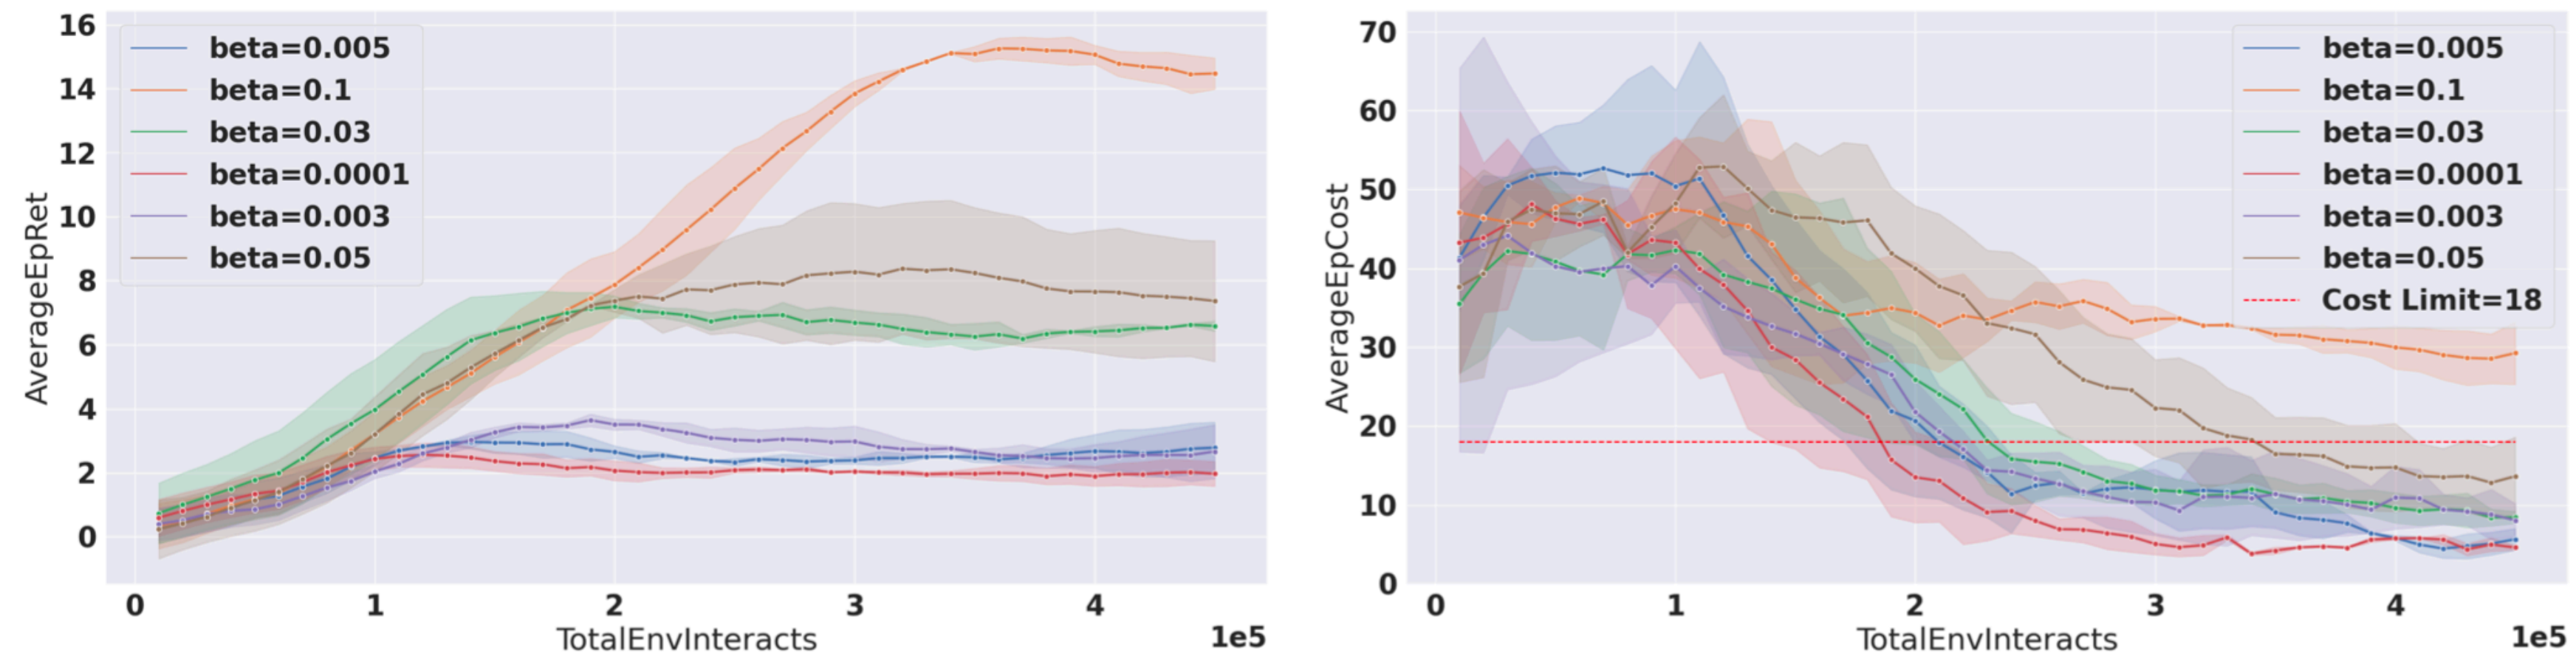 16
14
12
10
8
6
4
2
0
AverageEpRet
beta=0.005
beta=0.1
beta=0.03
beta=0.0001
beta=0.003
beta=0.05
0 1 2 3 4
TotalEnvInteracts
1e5
70
60
50
40
30
20
10
0
AverageEpCost
beta=0.005
beta=0.1
beta=0.03
beta=0.0001
beta=0.003
beta=0.05
Cost Limit=18
0 1 2 3 4
TotalEnvInteracts
1e5